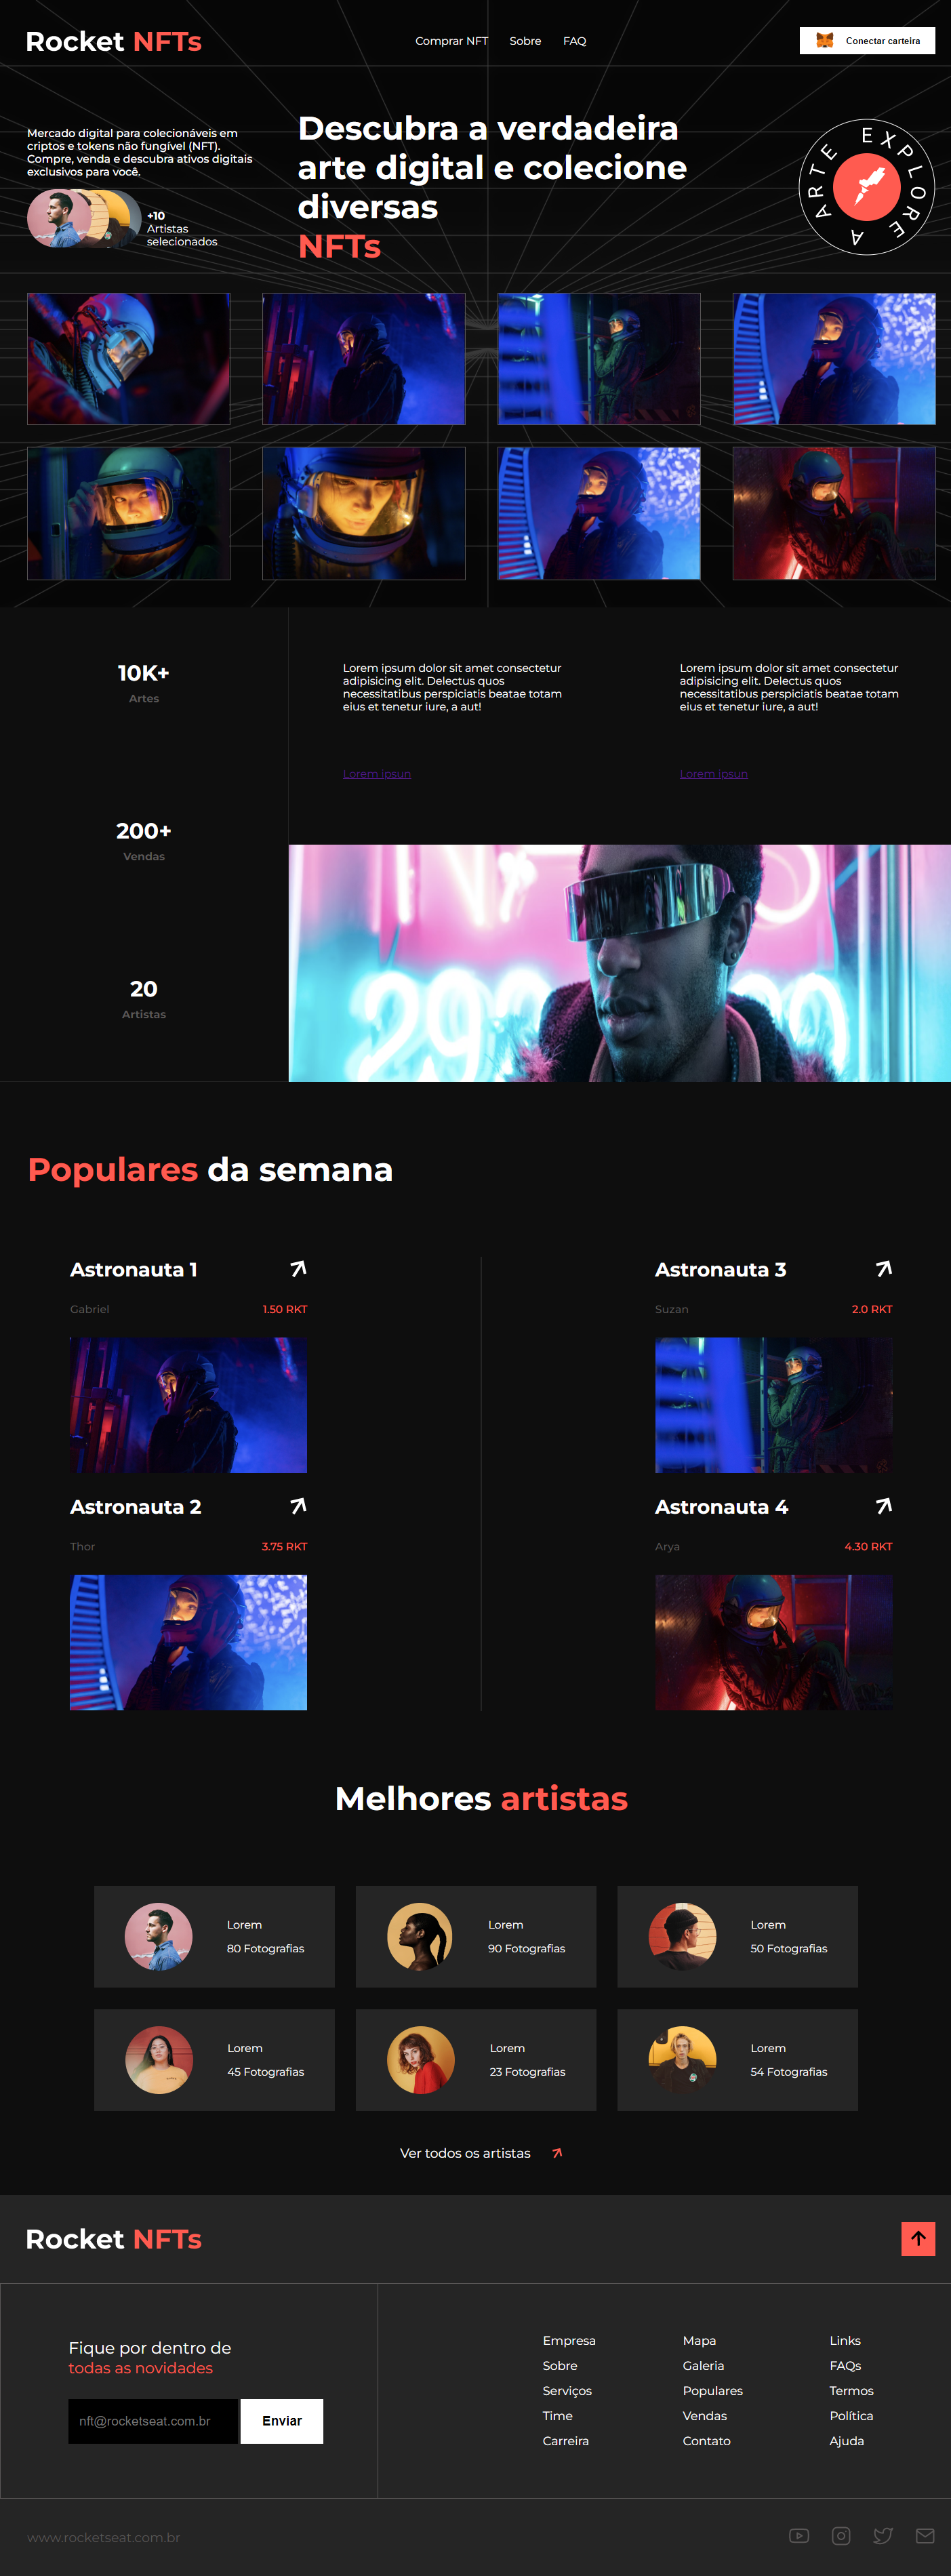 Rocket NFTs
Comprar NFT Sobre FAQ
Conectar carteira
Mercado digital para colecionáveis em
criptos e tokens não fungível (NFT).
Compre, venda e descubra ativos digitais
exclusivos para você.
+10
Artistas
selecionados
Descubra a verdadeira
arte digital e colecione
diversas
NFTs
EXPLORE A ARTE
10K+
Artes
200+
Vendas
20
Artistas
Lorem ipsum dolor sit amet consectetur
adipisicing elit. Delectus quos
necessitatibus perspiciatis beatae totam
eius et tenetur iure, a aut!
Lorem ipsun
Lorem ipsum dolor sit amet consectetur
adipisicing elit. Delectus quos
necessitatibus perspiciatis beatae totam
eius et tenetur iure, a aut!
Lorem ipsun
Populares da semana
Astronauta 1
Gabriel 1.50 RKT
Astronauta 2
Thor 3.75 RKT
Astronauta 3
Suzan 2.0 RKT
Astronauta 4
Arya 4.30 RKT
Melhores artistas
Lorem
80 Fotografias
Lorem
90 Fotografias
Lorem
50 Fotografias
Lorem
45 Fotografias
Lorem
23 Fotografias
Lorem
54 Fotografias
Ver todos os artistas
Rocket NFTs
Fique por dentro de
todas as novidades
nft@rocketseat.com.br
Enviar
Empresa
Sobre
Serviços
Time
Carreira
Mapa
Galeria
Populares
Vendas
Contato
Links
FAQs
Termos
Política
Ajuda
www.rocketseat.com.br